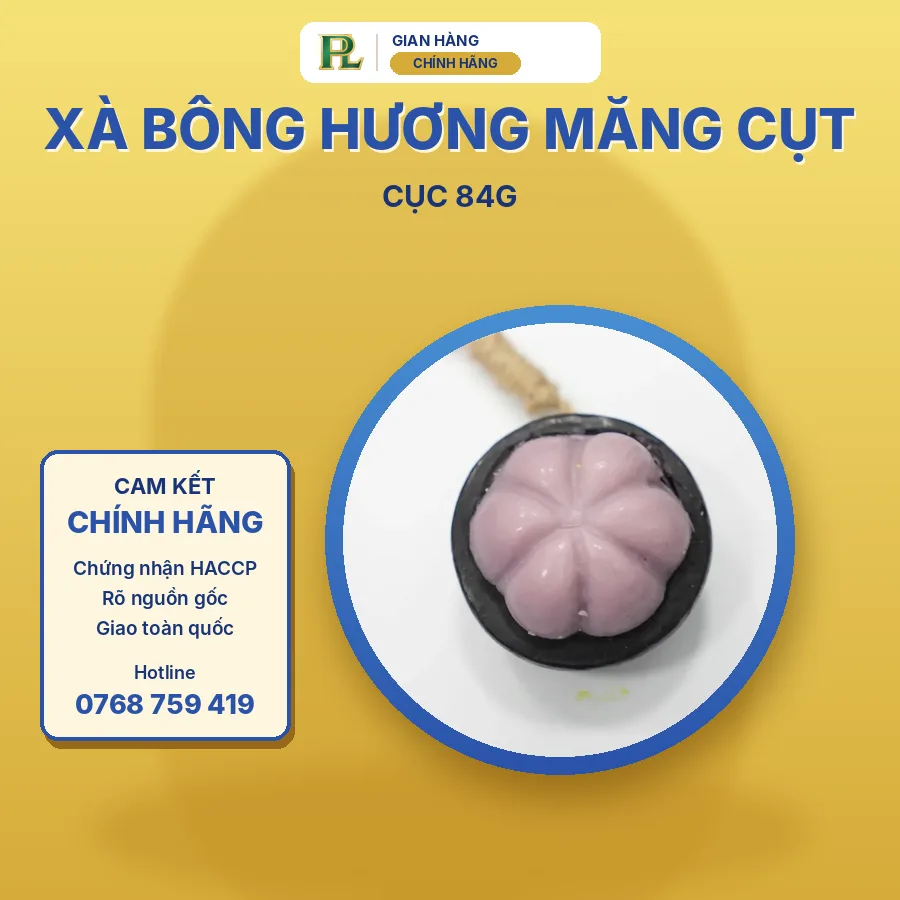 PL
GIAN HÀNG
CHÍNH HÃNG
XÀ BÔNG HƯƠNG MĂNG CỤT
CỤC 84G
CAM KẾT
CHÍNH HÃNG
Chứng nhận HACCP
Rõ nguồn gốc
Giao toàn quốc
Hotline
0768 759 419